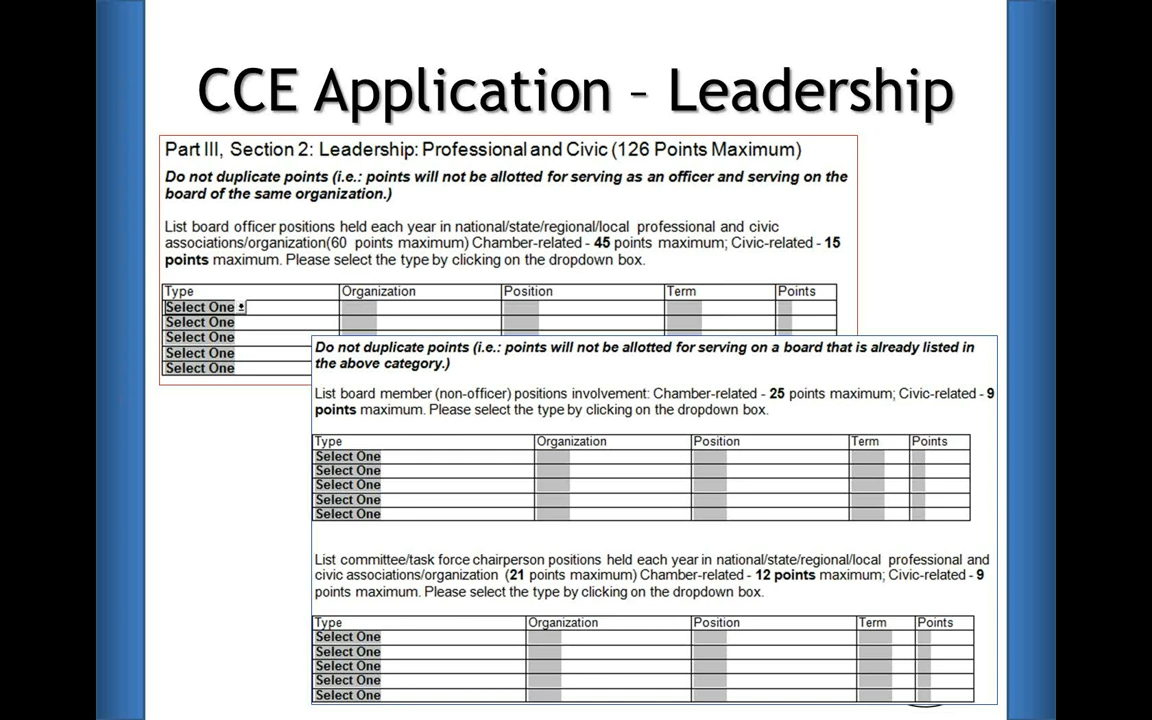 CCE Application – Leadership
Part III, Section 2: Leadership: Professional and Civic (126 Points Maximum)
Do not duplicate points (i.e.: points will not be allotted for serving as an officer and serving on the
board of the same organization.)
List board officer positions held each year in national/state/regional/local professional and civic
associations/organization(60 points maximum) Chamber-related - 45 points maximum; Civic-related - 15
points maximum. Please select the type by clicking on the dropdown box.
Type Organization Position Term Points
Select One
Select One
Select One
Select One
Select One
Do not duplicate points (i.e.: points will not be allotted for serving on a board that is already listed in
the above category.)
List board member (non-officer) positions involvement: Chamber-related - 25 points maximum; Civic-related - 9
points maximum. Please select the type by clicking on the dropdown box.
Type Organization Position Term Points
Select One
Select One
Select One
Select One
Select One
List committee/task force chairperson positions held each year in national/state/regional/local professional and
civic associations/organization (21 points maximum) Chamber-related - 12 points maximum; Civic-related - 9
points maximum. Please select the type by clicking on the dropdown box.
Type Organization Position Term Points
Select One
Select One
Select One
Select One
Select One